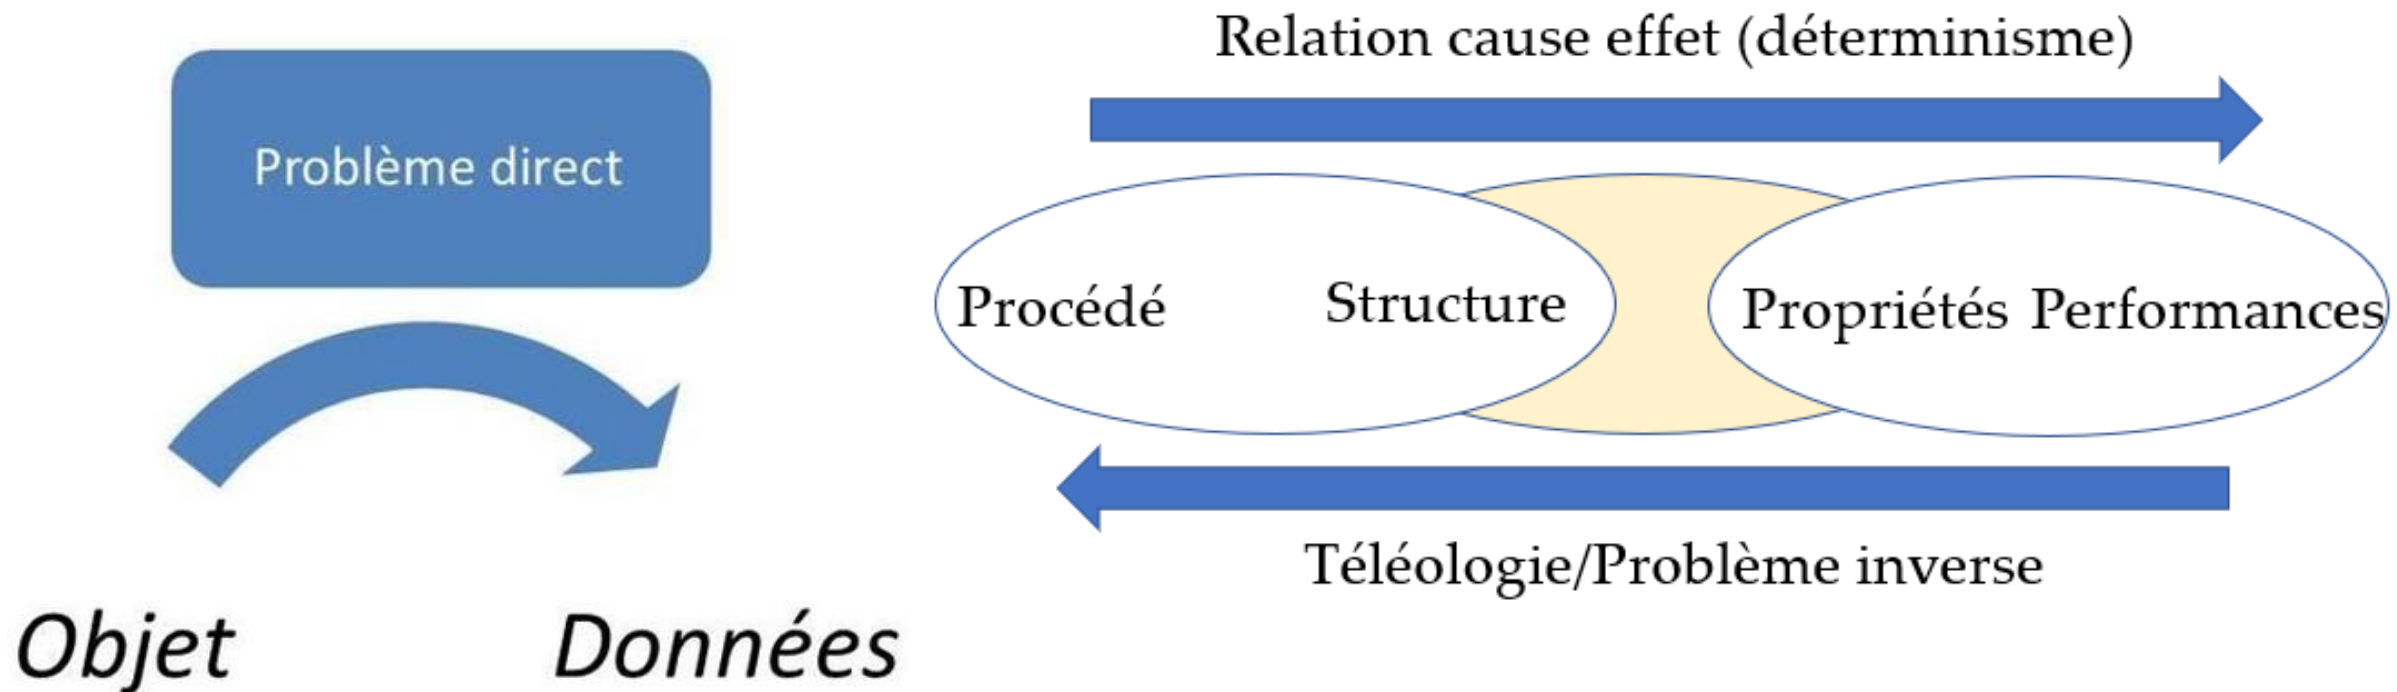 Problème direct
Objet
Données
Relation cause effet (déterminisme)
Procédé
Structure
Propriétés
Performances
Téléologie/Problème inverse